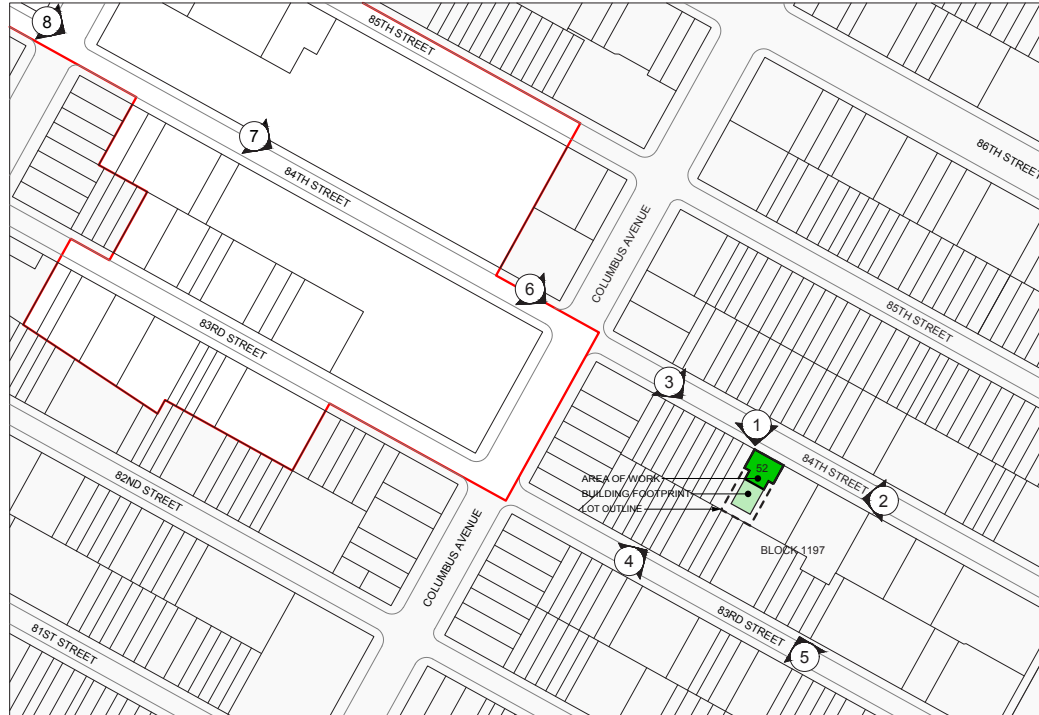 8
85TH STREET
7
86TH STREET
84TH STREET
COLUMBUS AVENUE
6
85TH STREET
83RD STREET
3
1
52
84TH STREET
AREA OF WORK
BUILDING FOOTPRINT
LOT OUTLINE
2
82ND STREET
COLUMBUS AVENUE
BLOCK 1197
4
83RD STREET
81ST STREET
5